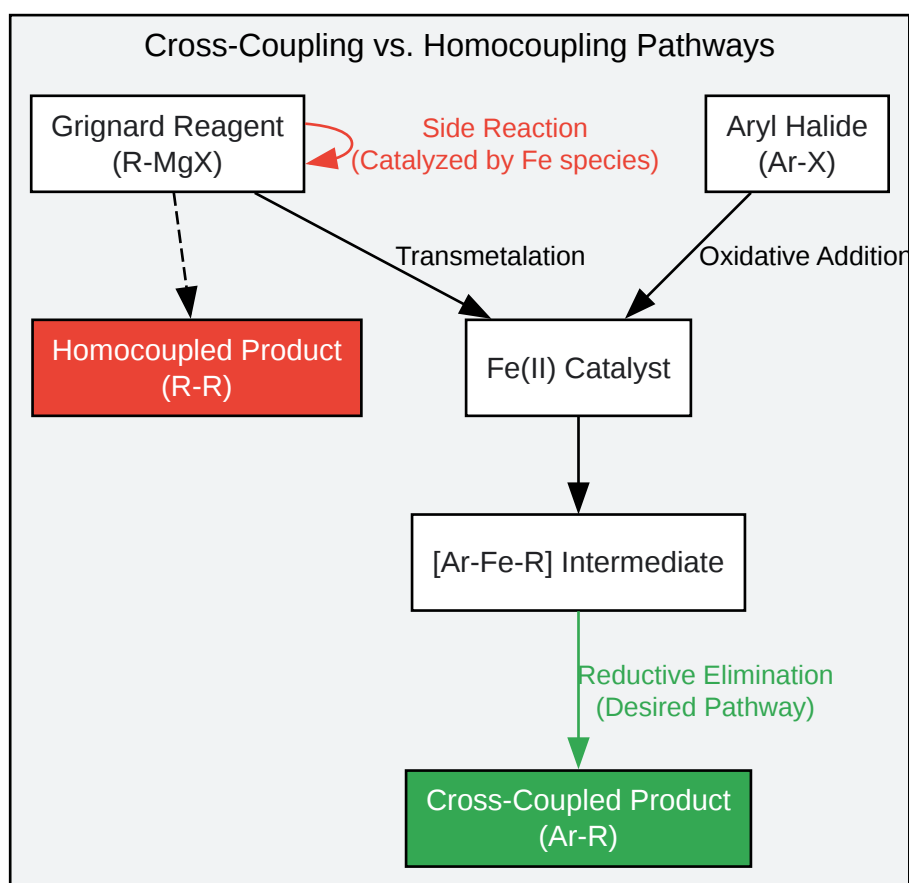 Cross-Coupling vs. Homocoupling Pathways
Grignard Reagent
(R-MgX)
Side Reaction
(Catalyzed by Fe species)
Aryl Halide
(Ar-X)
Transmetalation
Oxidative Addition
Homocoupled Product
(R-R)
Fe(II) Catalyst
[Ar-Fe-R] Intermediate
Reductive Elimination
(Desired Pathway)
Cross-Coupled Product
(Ar-R)